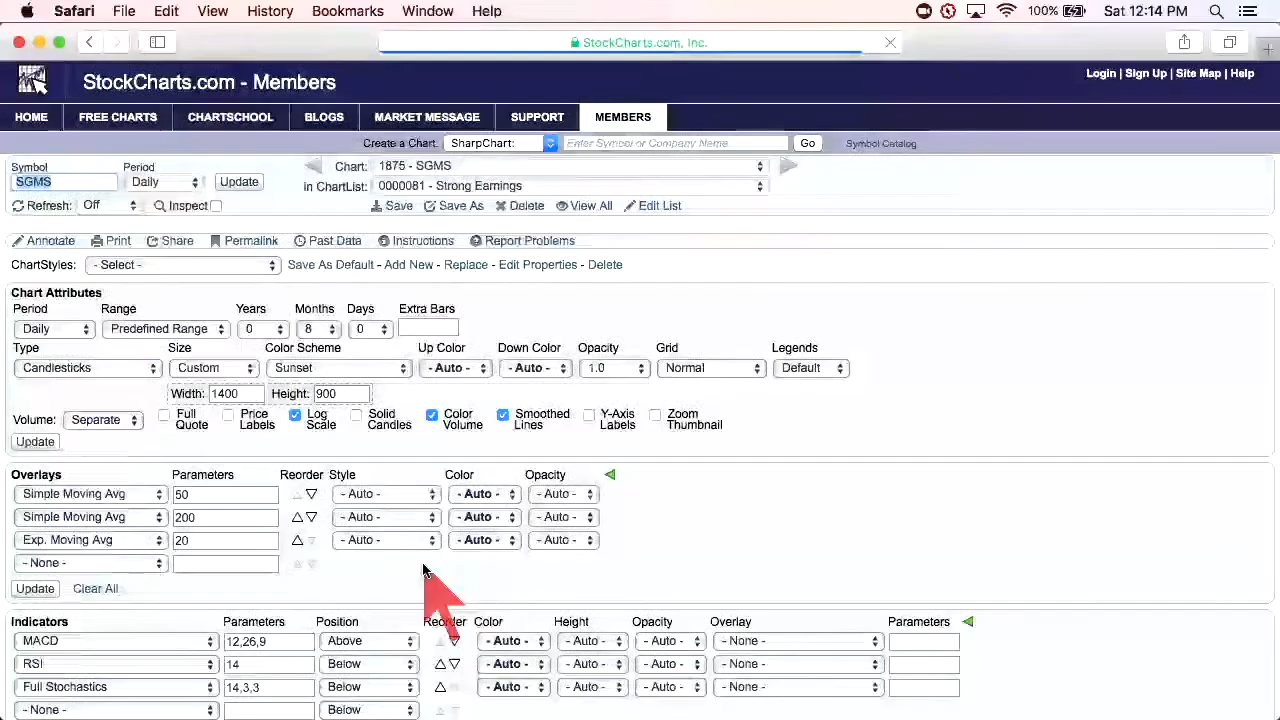 Safari File Edit View History Bookmarks Window Help 100% Sat 12:14 PM
StockCharts.com, Inc.
StockCharts.com - Members
Login | Sign Up | Site Map | Help
HOME FREE CHARTS CHARTSCHOOL BLOGS MARKET MESSAGE SUPPORT MEMBERS
Create a Chart: SharpChart: Enter Symbol or Company Name Go Symbol Catalog
Symbol Period Chart: 1875 - SGMS
SGMS Daily Update in ChartList: 0000081 - Strong Earnings
Refresh: Off Inspect Save Save As Delete View All Edit List
Annotate Print Share Permalink Past Data Instructions Report Problems
ChartStyles: - Select - Save As Default - Add New - Replace - Edit Properties - Delete
Chart Attributes
Period Range Years Months Days Extra Bars
Daily Predefined Range 0 8 0
Type Size Color Scheme Up Color Down Color Opacity Grid Legends
Candlesticks Custom Sunset - Auto - - Auto - 1.0 Normal Default
Width: 1400 Height: 900
Volume: Separate Full Quote Price Labels Log Scale Solid Candles Color Volume Smoothed Lines Y-Axis Labels Zoom Thumbnail
Update
Overlays Parameters Reorder Style Color Opacity
Simple Moving Avg 50 - Auto - - Auto - - Auto -
Simple Moving Avg 200 - Auto - - Auto - - Auto -
Exp. Moving Avg 20 - Auto - - Auto - - Auto -
- None -
Update Clear All
Indicators Parameters Position Reorder Color Height Opacity Overlay Parameters
MACD 12,26,9 Above - Auto - - Auto - - Auto - - None -
RSI 14 Below - Auto - - Auto - - Auto - - None -
Full Stochastics 14,3,3 Below - Auto - - Auto - - Auto - - None -
- None - Below